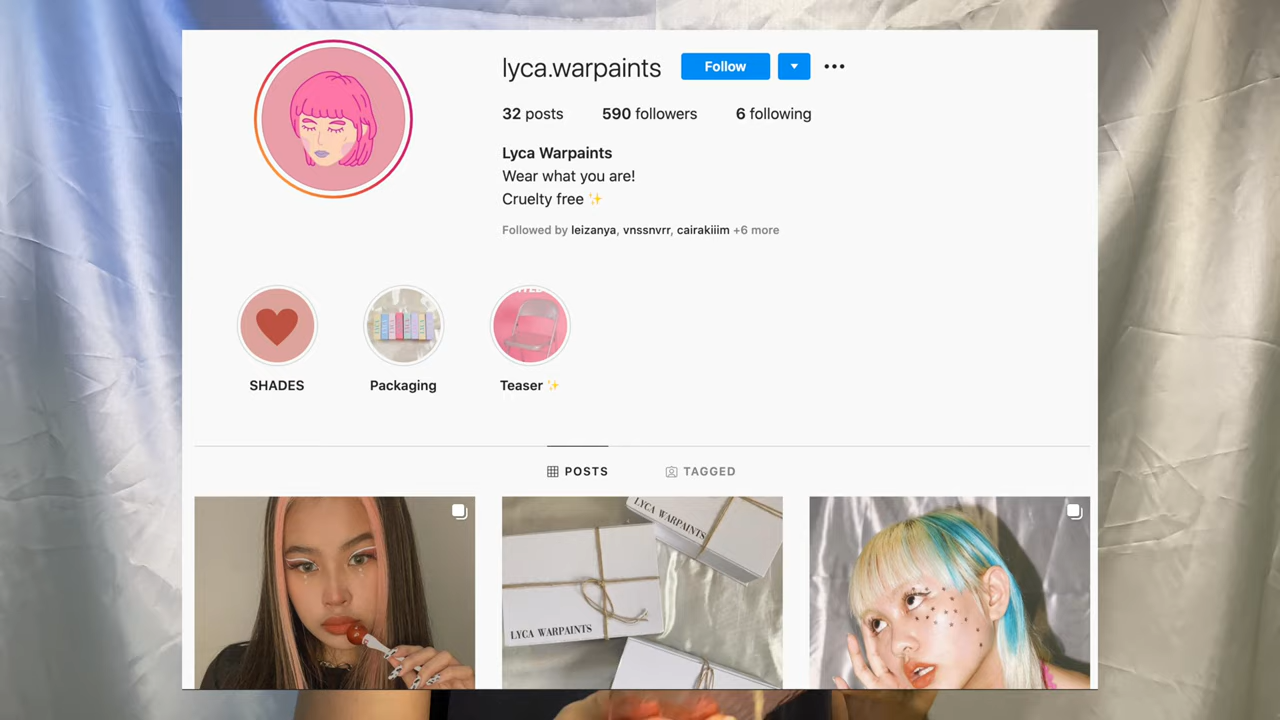 lyca.warpaints Follow
32 posts 590 followers 6 following
Lyca Warpaints
Wear what you are!
Cruelty free ✨
Followed by leizanya, vnssnvrr, cairakiiim +6 more
SHADES Packaging Teaser ✨
POSTS TAGGED
LYCA WARPAINTS
LYCA WARPAINTS